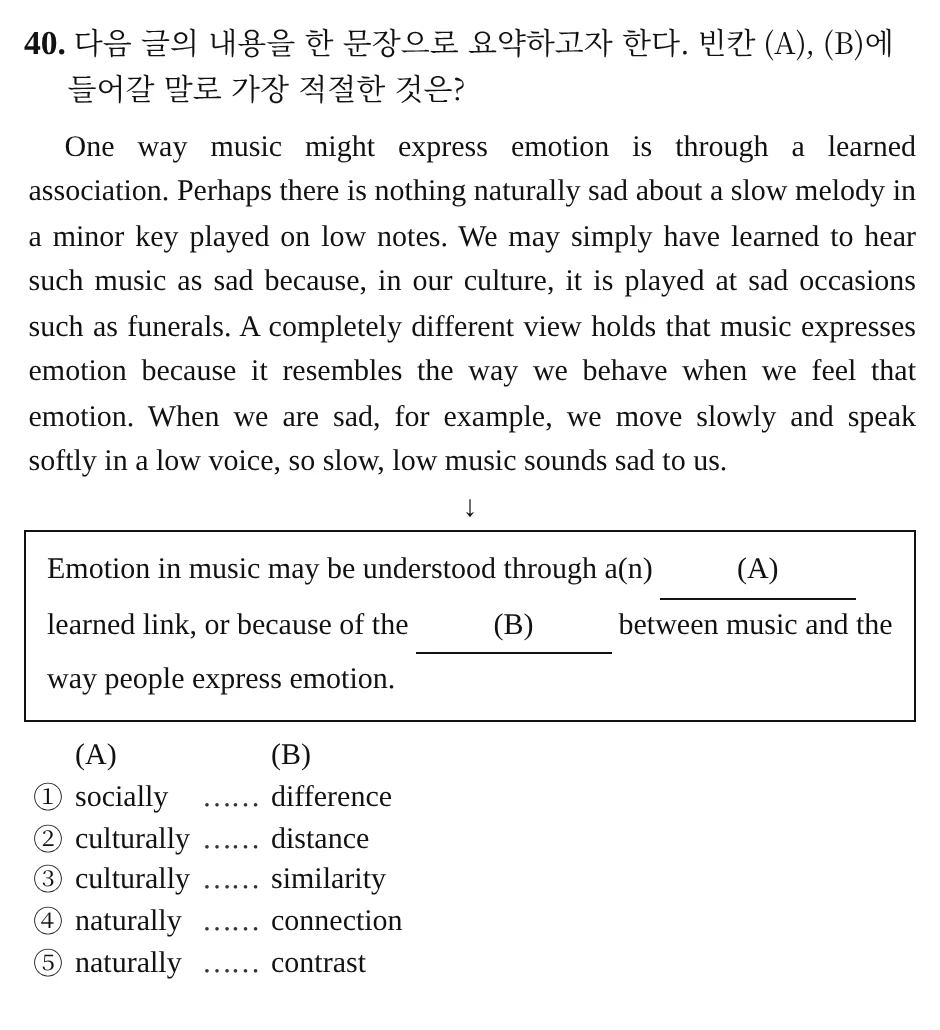 40. 다음 글의 내용을 한 문장으로 요약하고자 한다. 빈칸 (A), (B)에
들어갈 말로 가장 적절한 것은?
One way music might express emotion is through a learned
association. Perhaps there is nothing naturally sad about a slow melody in
a minor key played on low notes. We may simply have learned to hear
such music as sad because, in our culture, it is played at sad occasions
such as funerals. A completely different view holds that music expresses
emotion because it resembles the way we behave when we feel that
emotion. When we are sad, for example, we move slowly and speak
softly in a low voice, so slow, low music sounds sad to us.
↓
Emotion in music may be understood through a(n) (A)
learned link, or because of the (B) between music and the
way people express emotion.
(A) (B)
① socially …… difference
② culturally …… distance
③ culturally …… similarity
④ naturally …… connection
⑤ naturally …… contrast